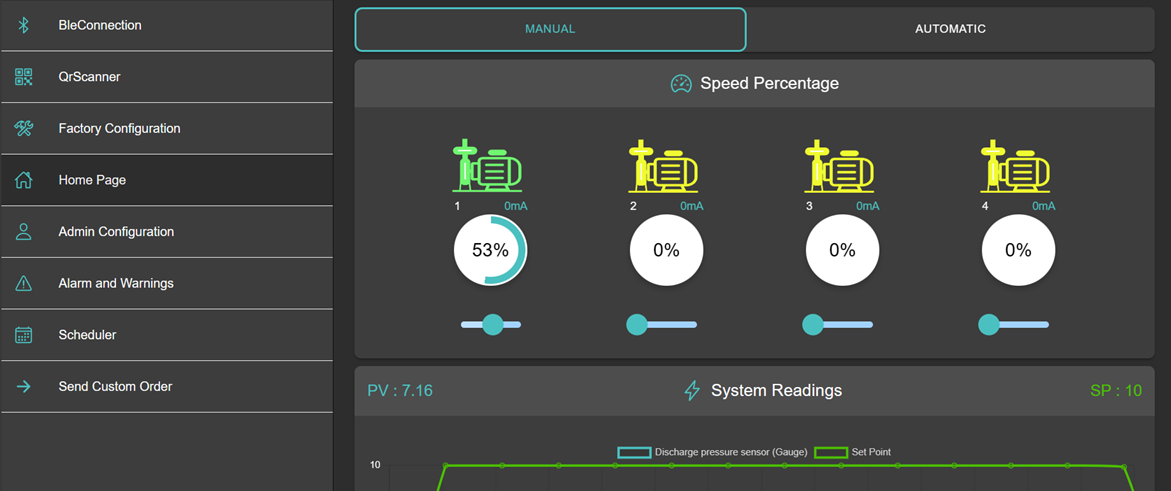 BleConnection
QrScanner
Factory Configuration
Home Page
Admin Configuration
Alarm and Warnings
Scheduler
Send Custom Order
MANUAL AUTOMATIC
Speed Percentage
1 0mA 2 0mA 3 0mA 4 0mA
53% 0% 0% 0%
PV : 7.16 System Readings SP : 10
Discharge pressure sensor (Gauge) Set Point
10